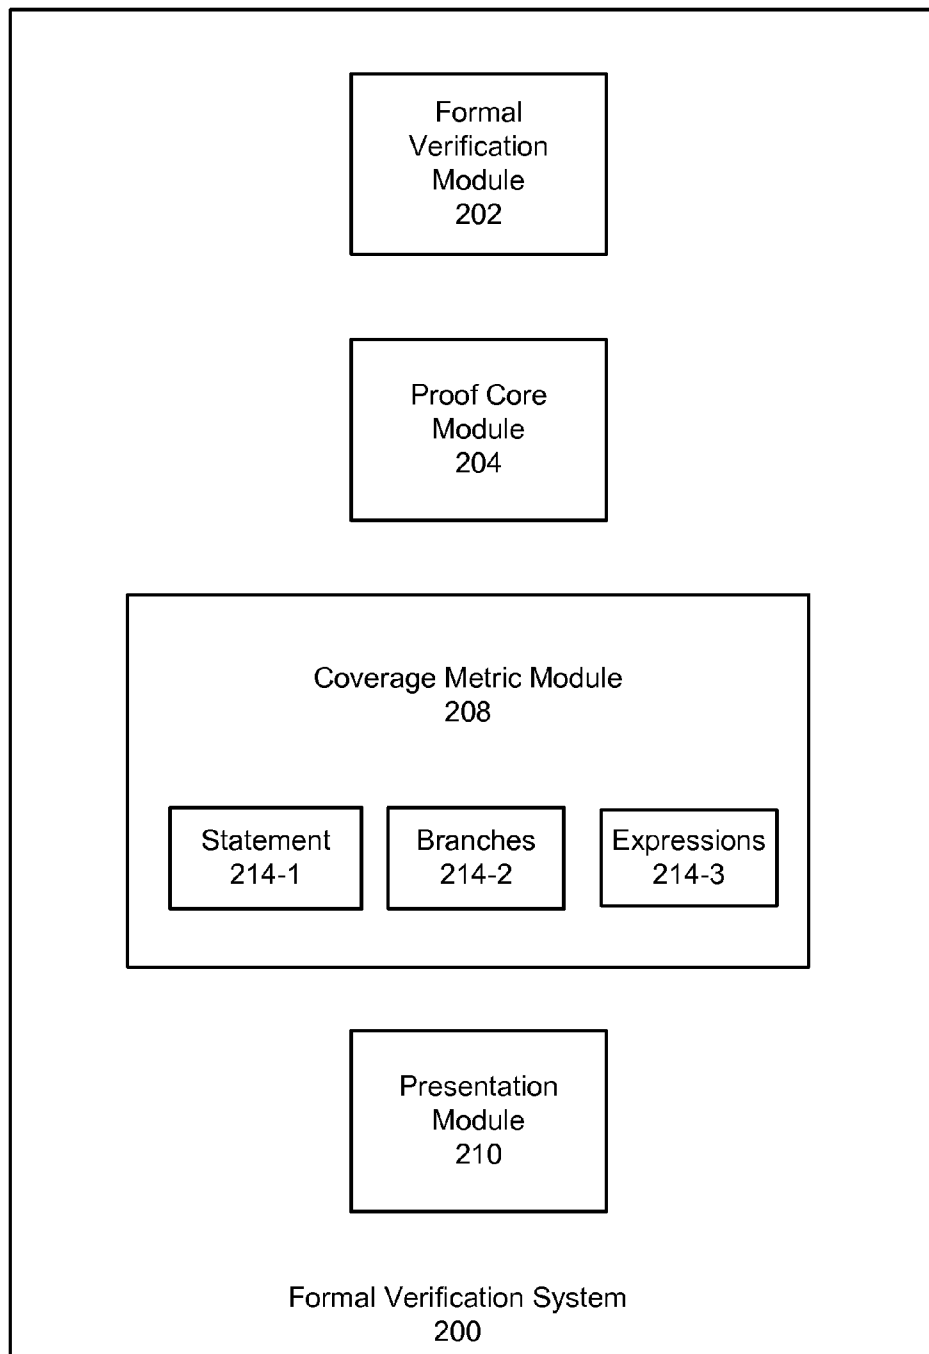 Formal
Verification
Module
202
Proof Core
Module
204
Coverage Metric Module
208
Statement
214-1
Branches
214-2
Expressions
214-3
Presentation
Module
210
Formal Verification System
200